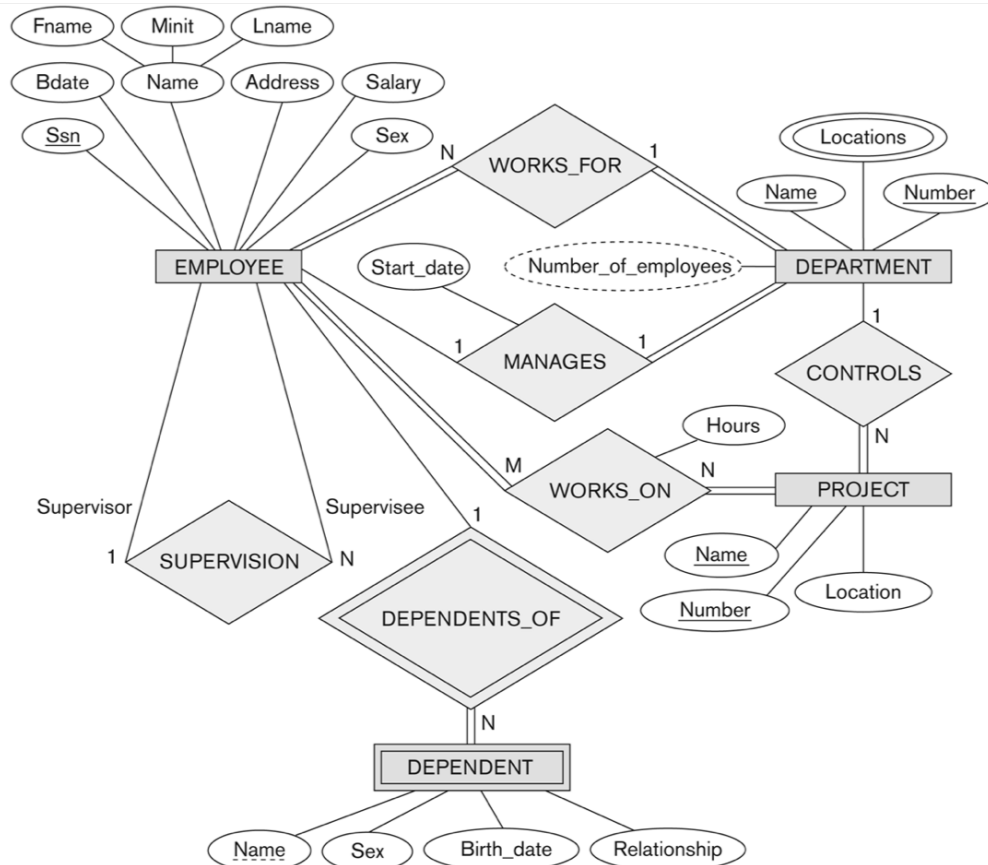 Fname
Minit
Lname
Bdate
Name
Address
Salary
Ssn
Sex
N
WORKS_FOR
1
Locations
Name
Number
EMPLOYEE
Start_date
Number_of_employees
DEPARTMENT
1
MANAGES
1
1
CONTROLS
N
Hours
M
WORKS_ON
N
PROJECT
Supervisor
Supervisee
1
SUPERVISION
N
1
Name
Number
Location
DEPENDENTS_OF
N
DEPENDENT
Name
Sex
Birth_date
Relationship